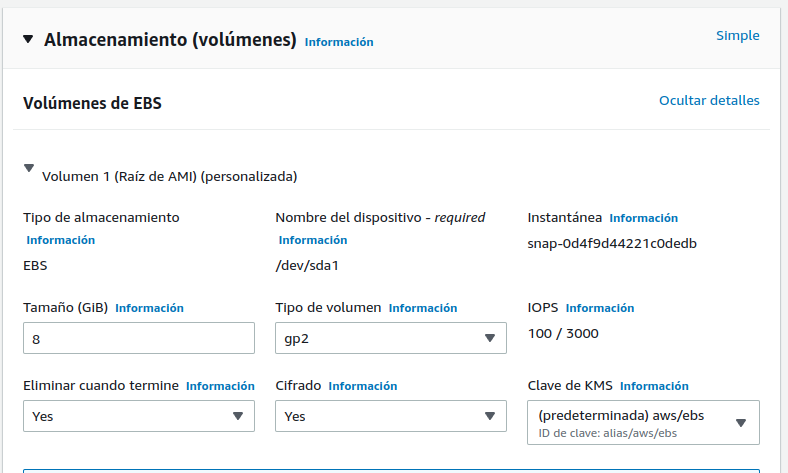 Almacenamiento (volúmenes) Información Simple
Volúmenes de EBS Ocultar detalles
Volumen 1 (Raíz de AMI) (personalizada)
Tipo de almacenamiento Nombre del dispositivo - required Instantánea Información
Información Información snap-0d4f9d44221c0dedb
EBS /dev/sda1
Tamaño (GiB) Información Tipo de volumen Información IOPS Información
8 gp2 100 / 3000
Eliminar cuando termine Información Cifrado Información Clave de KMS Información
Yes Yes (predeterminada) aws/ebs
ID de clave: alias/aws/ebs